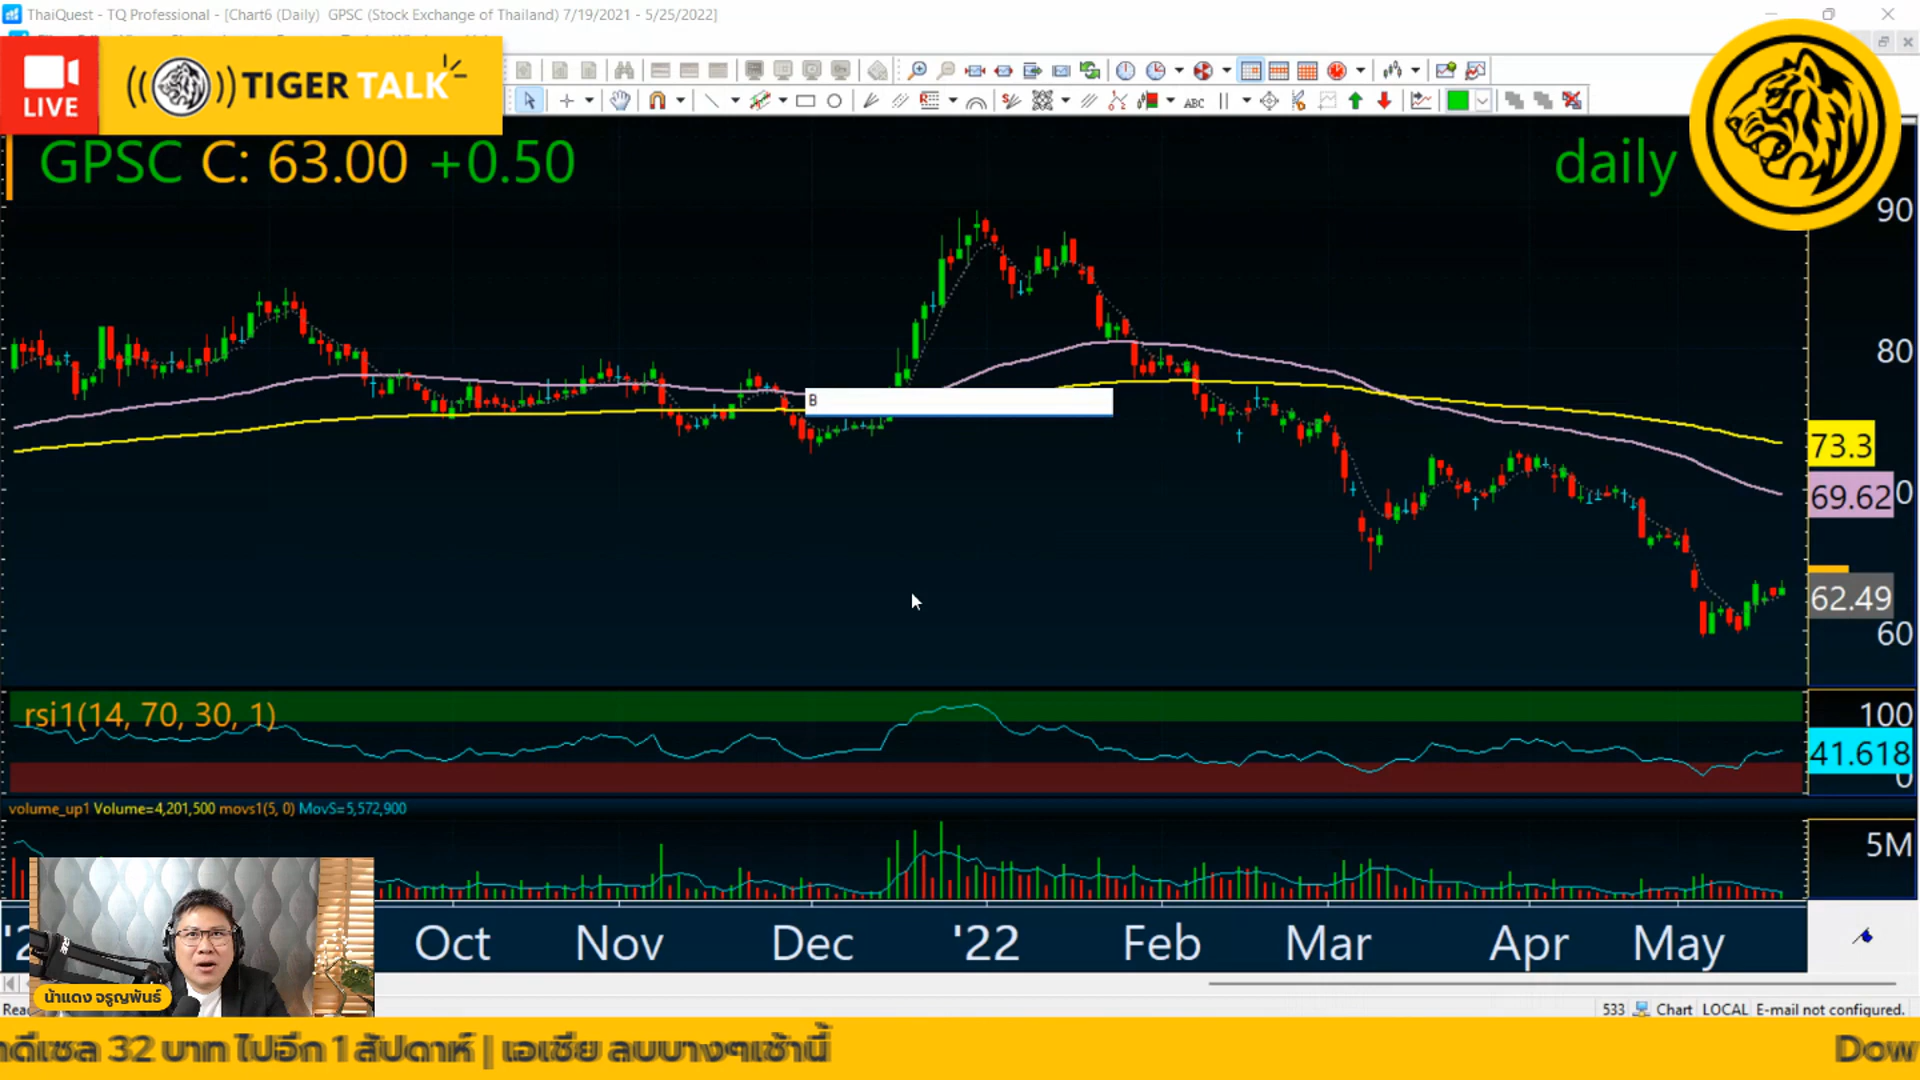 ThaiQuest - TQ Professional - [Chart6 (Daily)  GPSC (Stock Exchange of Thailand) 7/19/2021 - 5/25/2022]
LIVE
TIGER TALK
ABC
GPSC C: 63.00 +0.50
daily
90
80
73.3
69.62
62.49
60
rsi1(14, 70, 30, 1)
100
41.618
0
B
volume_up1 Volume=4,201,500 movs1(5, 0) MovS=5,572,900
5M
Oct Nov Dec '22 Feb Mar Apr May
น้าแดง จรูญพันธ์
533 Chart LOCAL E-mail not configured.
ดีเซล 32 บาท ไปอีก 1 สัปดาห์ | เอเชีย ลบบางๆเช้านี้
Dow